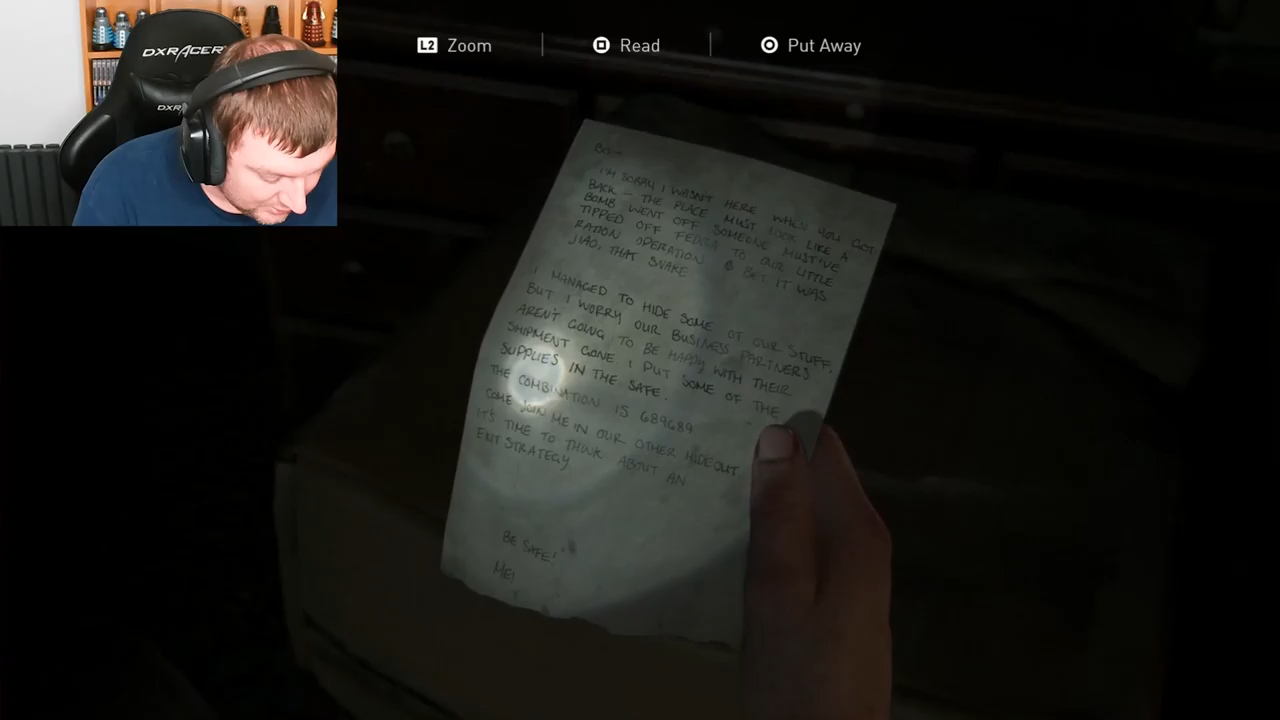 DXRACER
DXR
L2 Zoom
Read
Put Away
BO-
I'M SORRY I WASN'T HERE WHEN YOU GOT
BACK - THE PLACE MUST LOOK LIKE A
BOMB WENT OFF SOMEONE MUST'VE
TIPPED OFF FEDRA TO OUR LITTLE
RATION OPERATION & BET IT WAS
JIAO, THAT SNAKE
I MANAGED TO HIDE SOME OF OUR STUFF.
BUT I WORRY OUR BUSINESS PARTNERS
AREN'T GOING TO BE HAPPY WITH THEIR
SHIPMENT GONE. I PUT SOME OF THE
SUPPLIES IN THE SAFE.
THE COMBINATION IS 689689
COME JOIN ME IN OUR OTHER HIDEOUT
IT'S TIME TO THINK ABOUT AN
EXIT STRATEGY
BE SAFE!
MEI